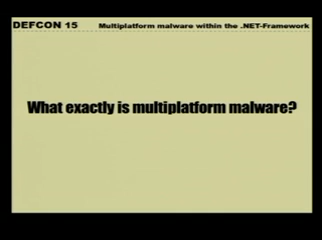 DEFCON 15 Multiplatform malware within the .NET-Framework
What exactly is multiplatform malware?